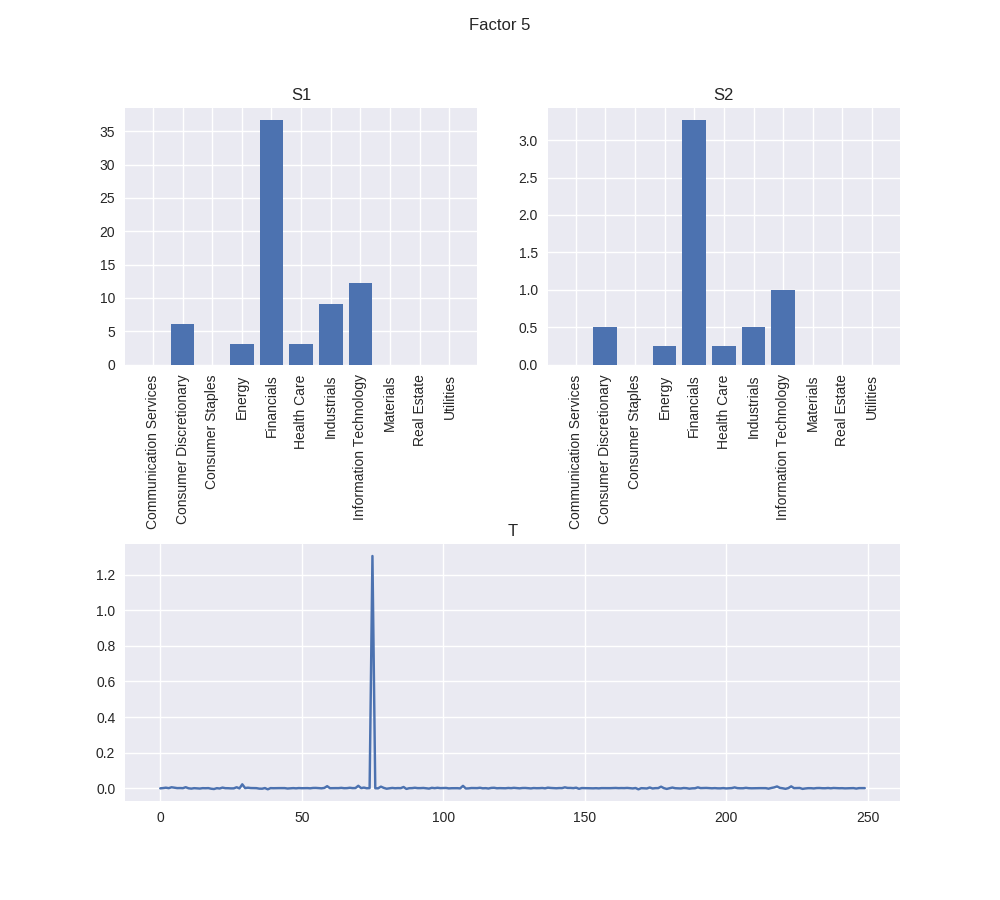 Factor 5
S1
S2
35
30
25
20
15
10
5
0
3.0
2.5
2.0
1.5
1.0
0.5
0.0
Communication Services
Consumer Discretionary
Consumer Staples
Energy
Financials
Health Care
Industrials
Information Technology
Materials
Real Estate
Utilities
Communication Services
Consumer Discretionary
Consumer Staples
Energy
Financials
Health Care
Industrials
Information Technology
Materials
Real Estate
Utilities
T
1.2
1.0
0.8
0.6
0.4
0.2
0.0
0
50
100
150
200
250